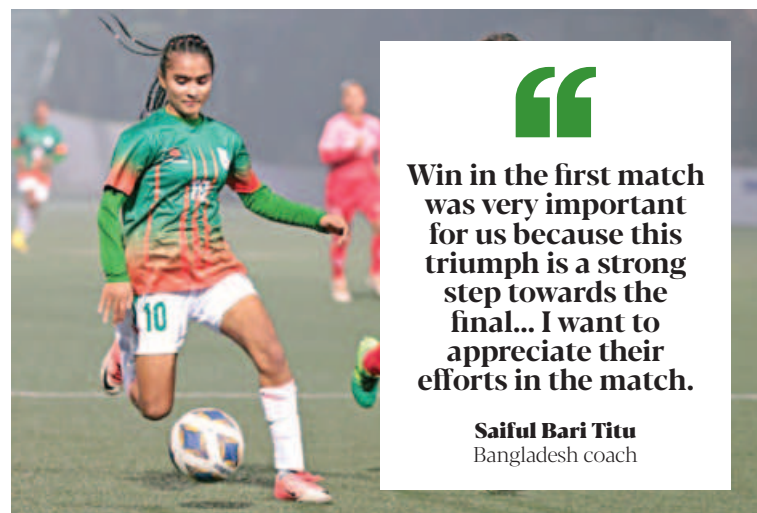 10
Win in the first match
was very important
for us because this
triumph is a strong
step towards the
final... I want to
appreciate their
efforts in the match.
Saiful Bari Titu
Bangladesh coach